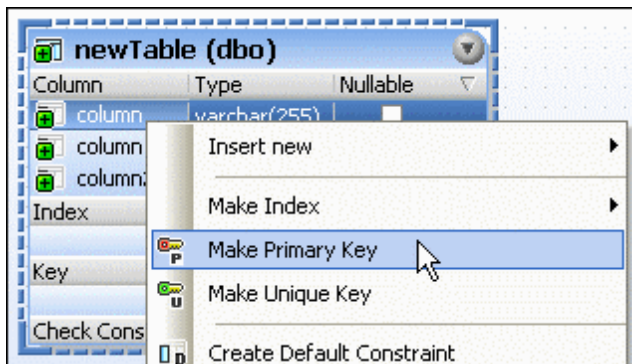 newTable (dbo)
Column Type Nullable
column varchar(255)
column
column
Index
Key
Check Cons
Insert new
Make Index
P Make Primary Key
U Make Unique Key
D Create Default Constraint